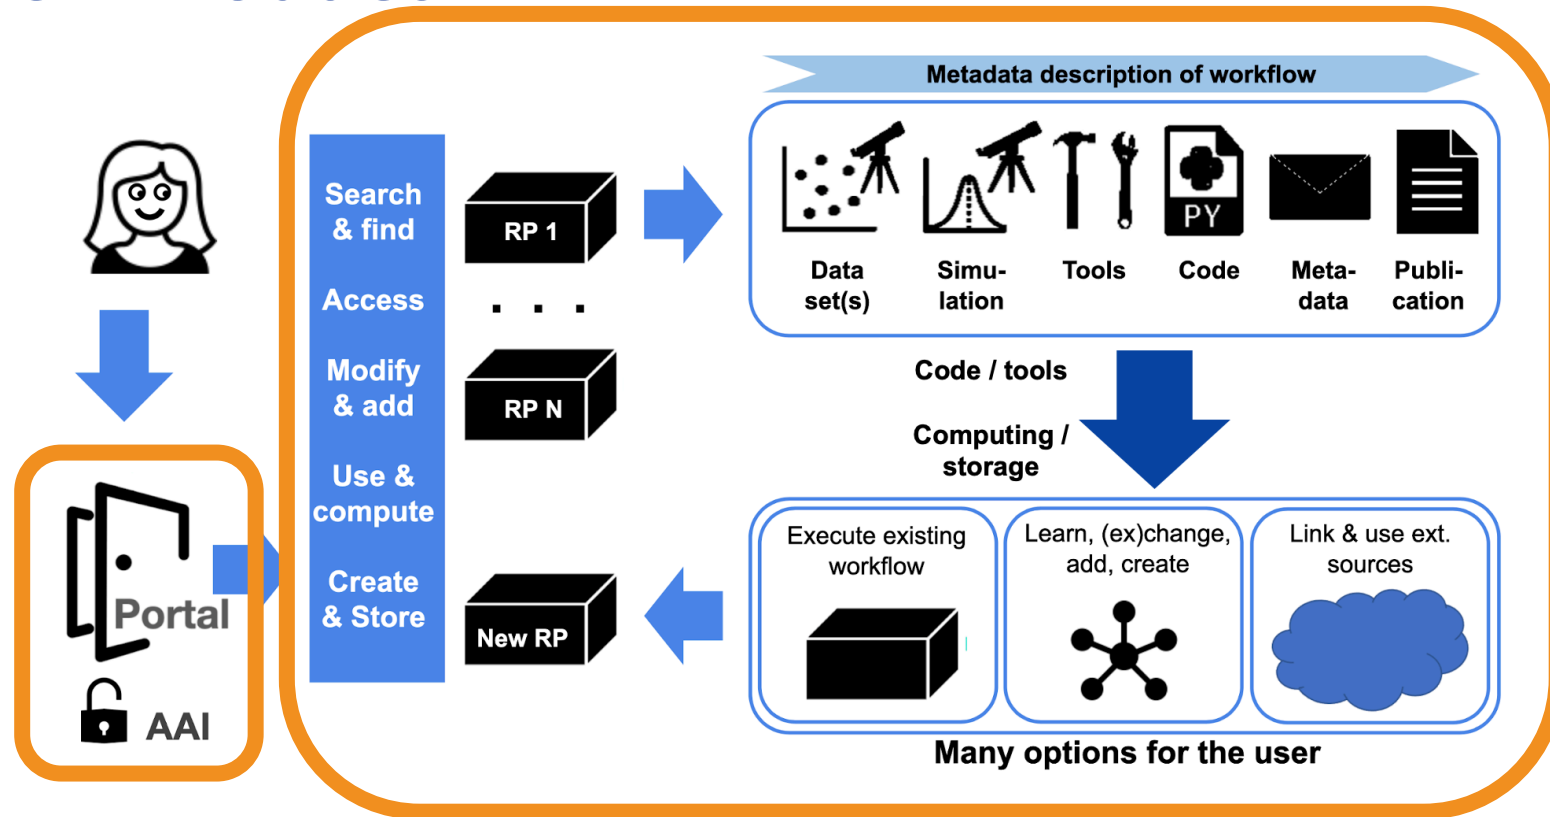 Metadata description of workflow
Search
& find
Access
Modify
& add
Use &
compute
Create
& Store
RP 1
. . .
RP N
New RP
PY
Data
set(s)
Simu-
lation
Tools
Code
Meta-
data
Publi-
cation
Code / tools
Computing /
storage
Execute existing
workflow
Learn, (ex)change,
add, create
Link & use ext.
sources
Many options for the user
Portal
AAI